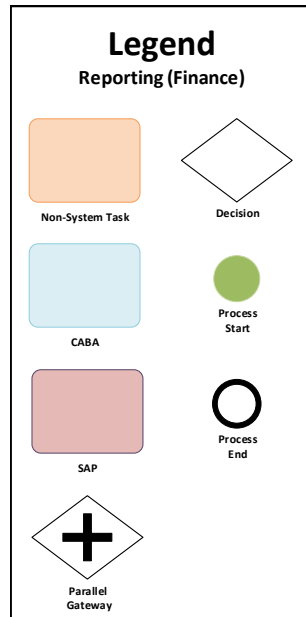 Legend
Reporting (Finance)
Non-System Task
Decision
CABA
Process
Start
SAP
Process
End
Parallel
Gateway